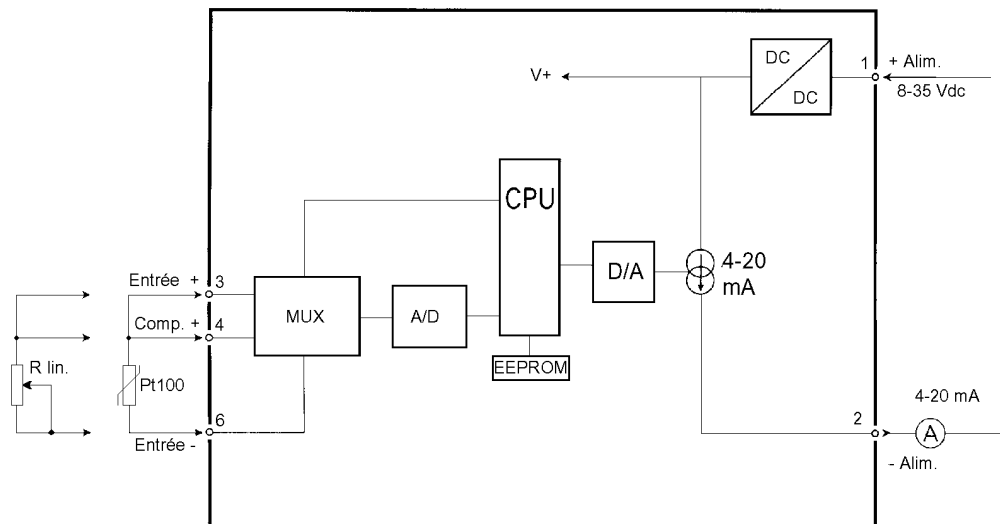 DC
DC
1
+ Alim.
8-35 Vdc
V+
CPU
D/A
4-20
mA
Entrée +
3
Comp. +
4
MUX
A/D
EEPROM
R lin.
Pt100
6
Entrée -
4-20 mA
2
A
- Alim.